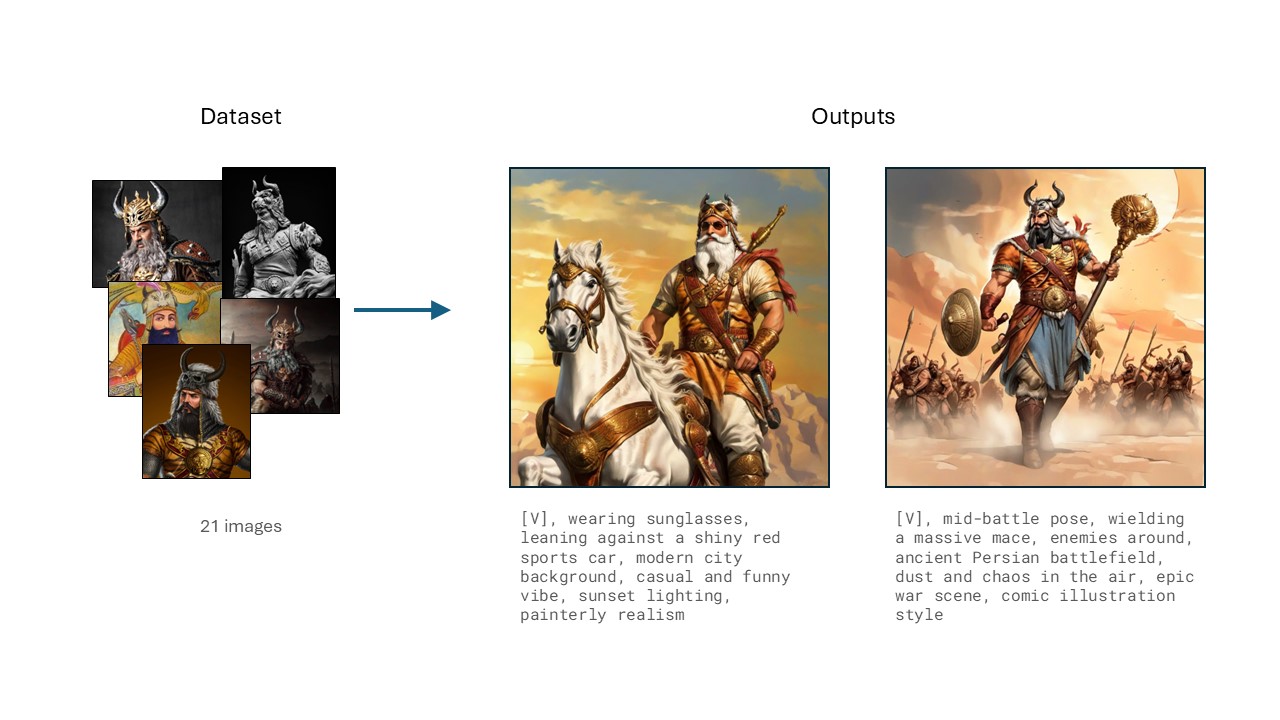 Dataset
Outputs
21 images
[V], wearing sunglasses,
leaning against a shiny red
sports car, modern city
background, casual and funny
vibe, sunset lighting,
painterly realism
[V], mid-battle pose, wielding
a massive mace, enemies around,
ancient Persian battlefield,
dust and chaos in the air, epic
war scene, comic illustration
style